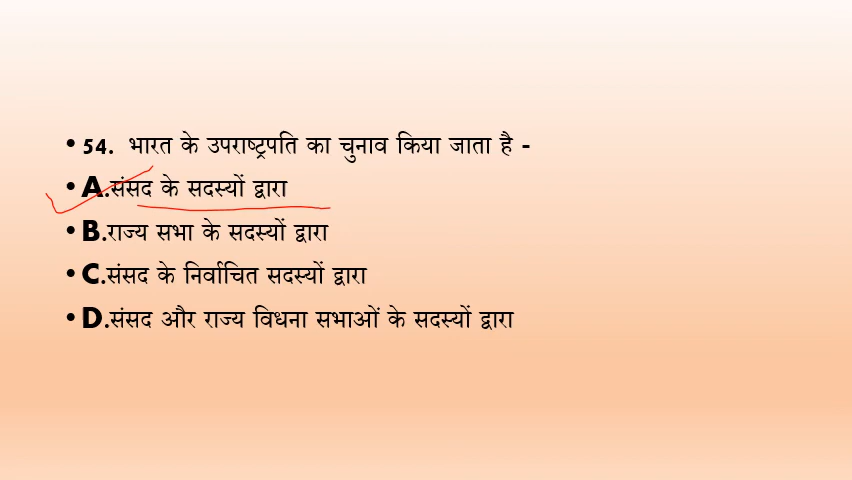 • 54. भारत के उपराष्ट्रपति का चुनाव किया जाता है -
• A.संसद के सदस्यों द्वारा
• B.राज्य सभा के सदस्यों द्वारा
• C.संसद के निर्वाचित सदस्यों द्वारा
• D.संसद और राज्य विधना सभाओं के सदस्यों द्वारा